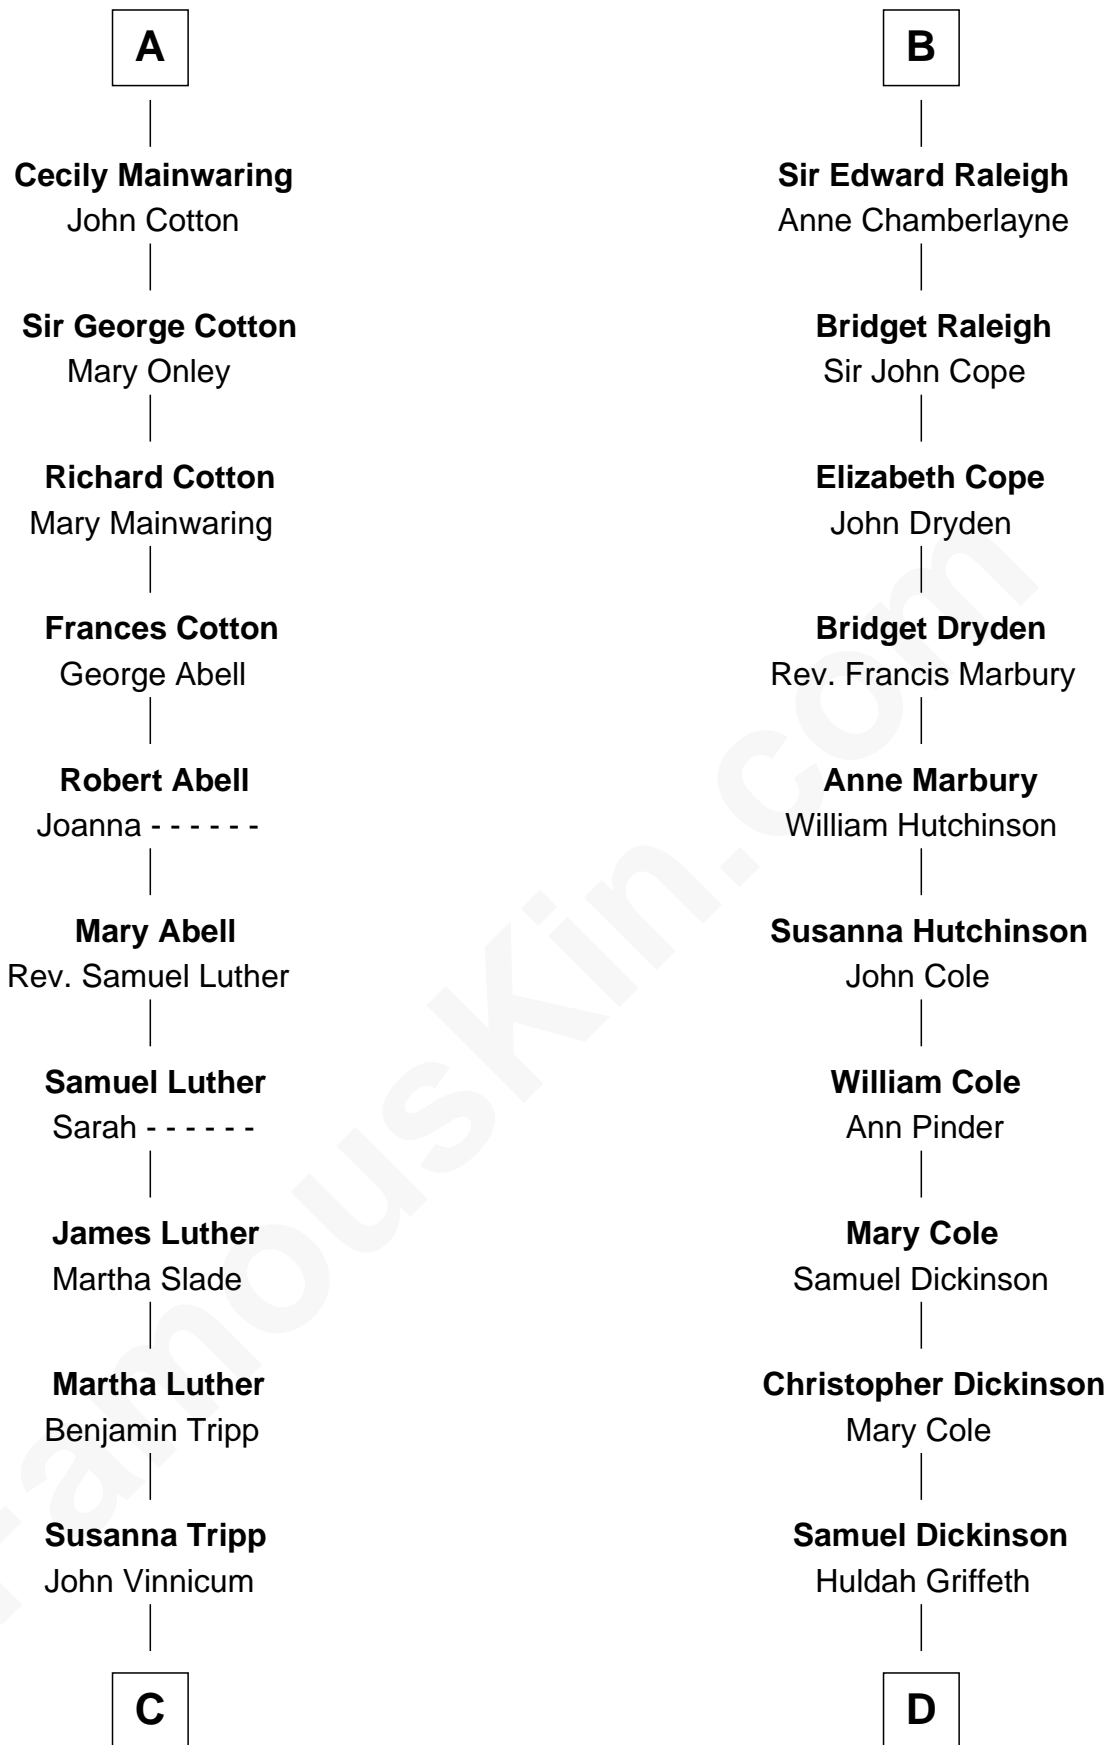 A
Cecily Mainwaring
John Cotton
Sir George Cotton
Mary Onley
Richard Cotton
Mary Mainwaring
Frances Cotton
George Abell
Robert Abell
Joanna - - - - - -
Mary Abell
Rev. Samuel Luther
Samuel Luther
Sarah - - - - - -
James Luther
Martha Slade
Martha Luther
Benjamin Tripp
Susanna Tripp
John Vinnicum
C
B
Sir Edward Raleigh
Anne Chamberlayne
Bridget Raleigh
Sir John Cope
Elizabeth Cope
John Dryden
Bridget Dryden
Rev. Francis Marbury
Anne Marbury
William Hutchinson
Susanna Hutchinson
John Cole
William Cole
Ann Pinder
Mary Cole
Samuel Dickinson
Christopher Dickinson
Mary Cole
Samuel Dickinson
Huldah Griffeth
D
FamousKin.com